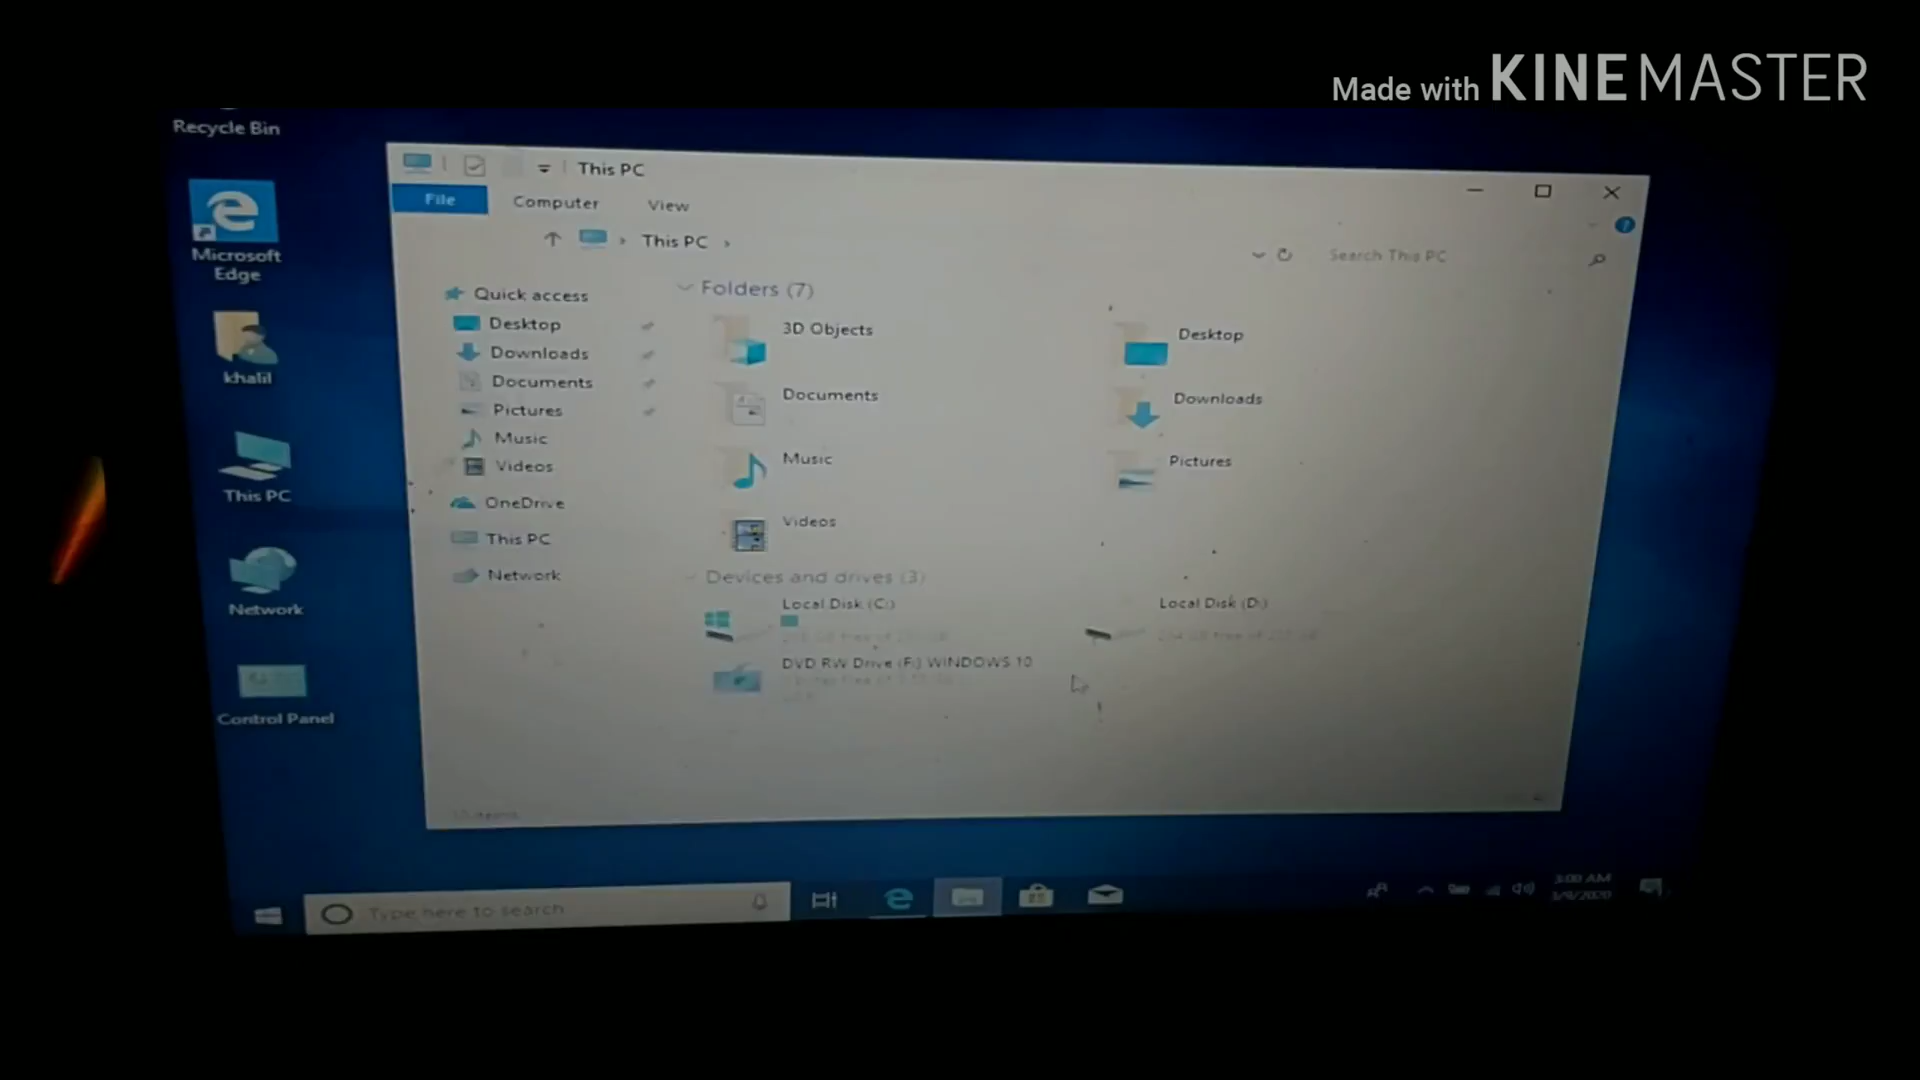 Made with KINEMASTER
Recycle Bin
This PC
File
Computer
View
This PC
Search This PC
Microsoft
Edge
khalil
This PC
Network
Control Panel
Quick access
Desktop
Downloads
Documents
Pictures
Music
Videos
OneDrive
This PC
Network
Folders (7)
3D Objects
Desktop
Documents
Downloads
Music
Pictures
Videos
Devices and drives (3)
Local Disk (C:)
Local Disk (D:)
DVD RW Drive (F:) WINDOWS 10
Type here to search
3:00 AM